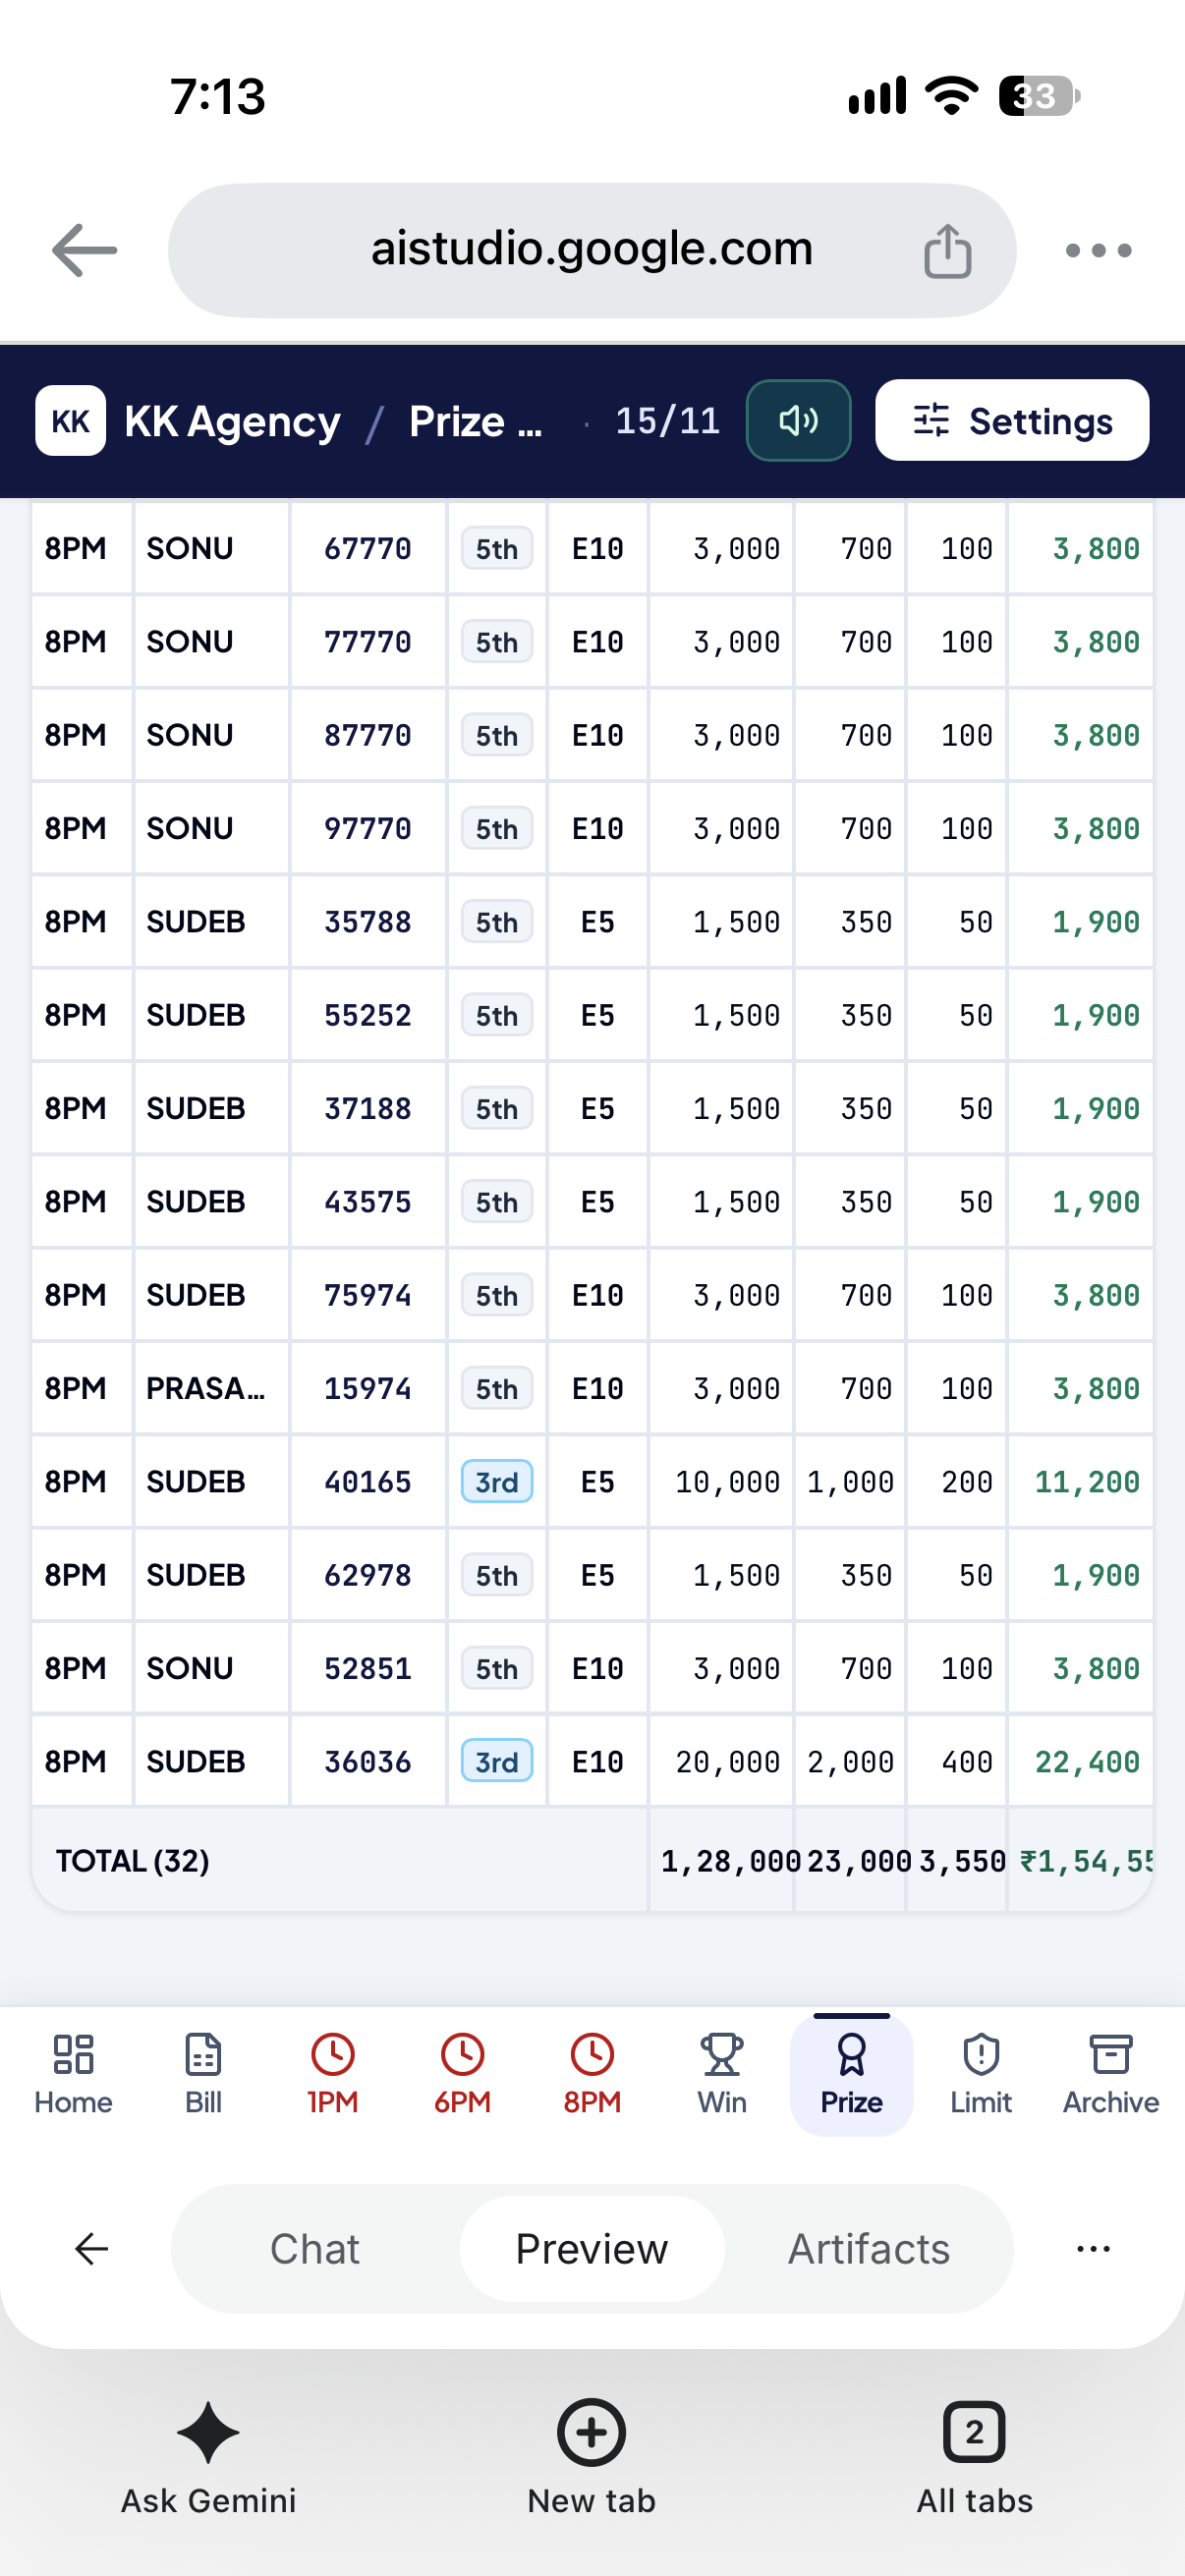 7:13
33
aistudio.google.com
KK KK Agency / Prize ... · 15/11 Settings
8PM SONU 67770 5th E10 3,000 700 100 3,800
8PM SONU 77770 5th E10 3,000 700 100 3,800
8PM SONU 87770 5th E10 3,000 700 100 3,800
8PM SONU 97770 5th E10 3,000 700 100 3,800
8PM SUDEB 35788 5th E5 1,500 350 50 1,900
8PM SUDEB 55252 5th E5 1,500 350 50 1,900
8PM SUDEB 37188 5th E5 1,500 350 50 1,900
8PM SUDEB 43575 5th E5 1,500 350 50 1,900
8PM SUDEB 75974 5th E10 3,000 700 100 3,800
8PM PRASA... 15974 5th E10 3,000 700 100 3,800
8PM SUDEB 40165 3rd E5 10,000 1,000 200 11,200
8PM SUDEB 62978 5th E5 1,500 350 50 1,900
8PM SONU 52851 5th E10 3,000 700 100 3,800
8PM SUDEB 36036 3rd E10 20,000 2,000 400 22,400
TOTAL (32) 1,28,000 23,000 3,550 ₹1,54,55
Home Bill 1PM 6PM 8PM Win Prize Limit Archive
Chat Preview Artifacts ...
Ask Gemini New tab 2 All tabs